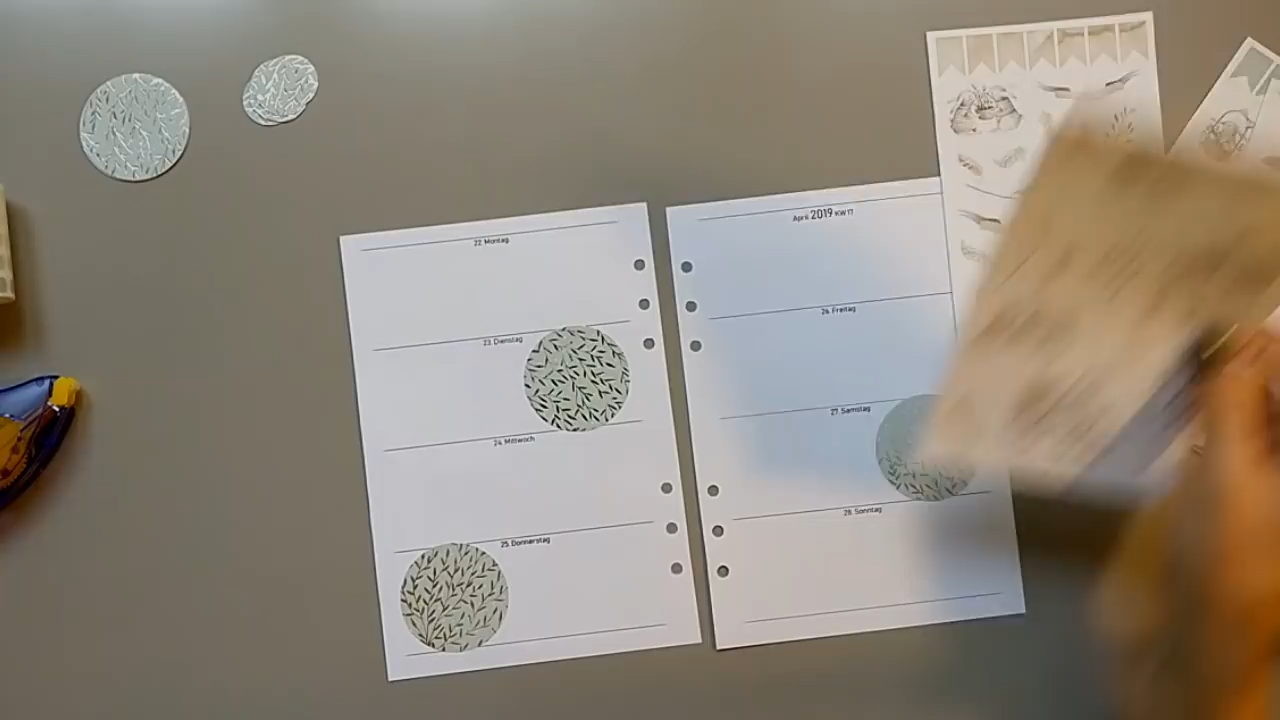 22. Montag
23. Dienstag
24. Mittwoch
25. Donnerstag
April 2019 KW 17
26. Freitag
27. Samstag
28. Sonntag